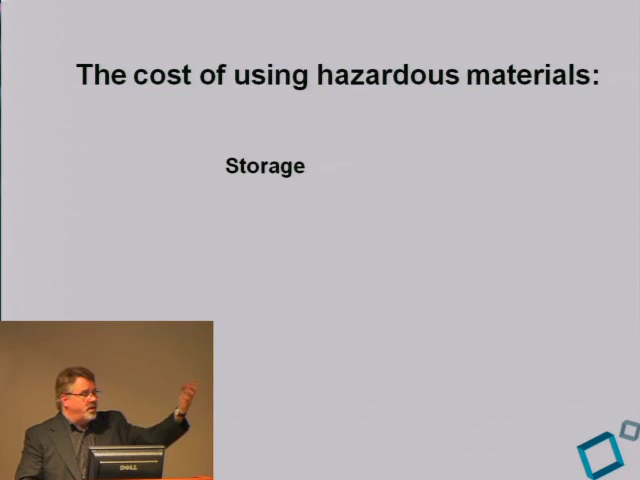 The cost of using hazardous materials:
Storage
DELL